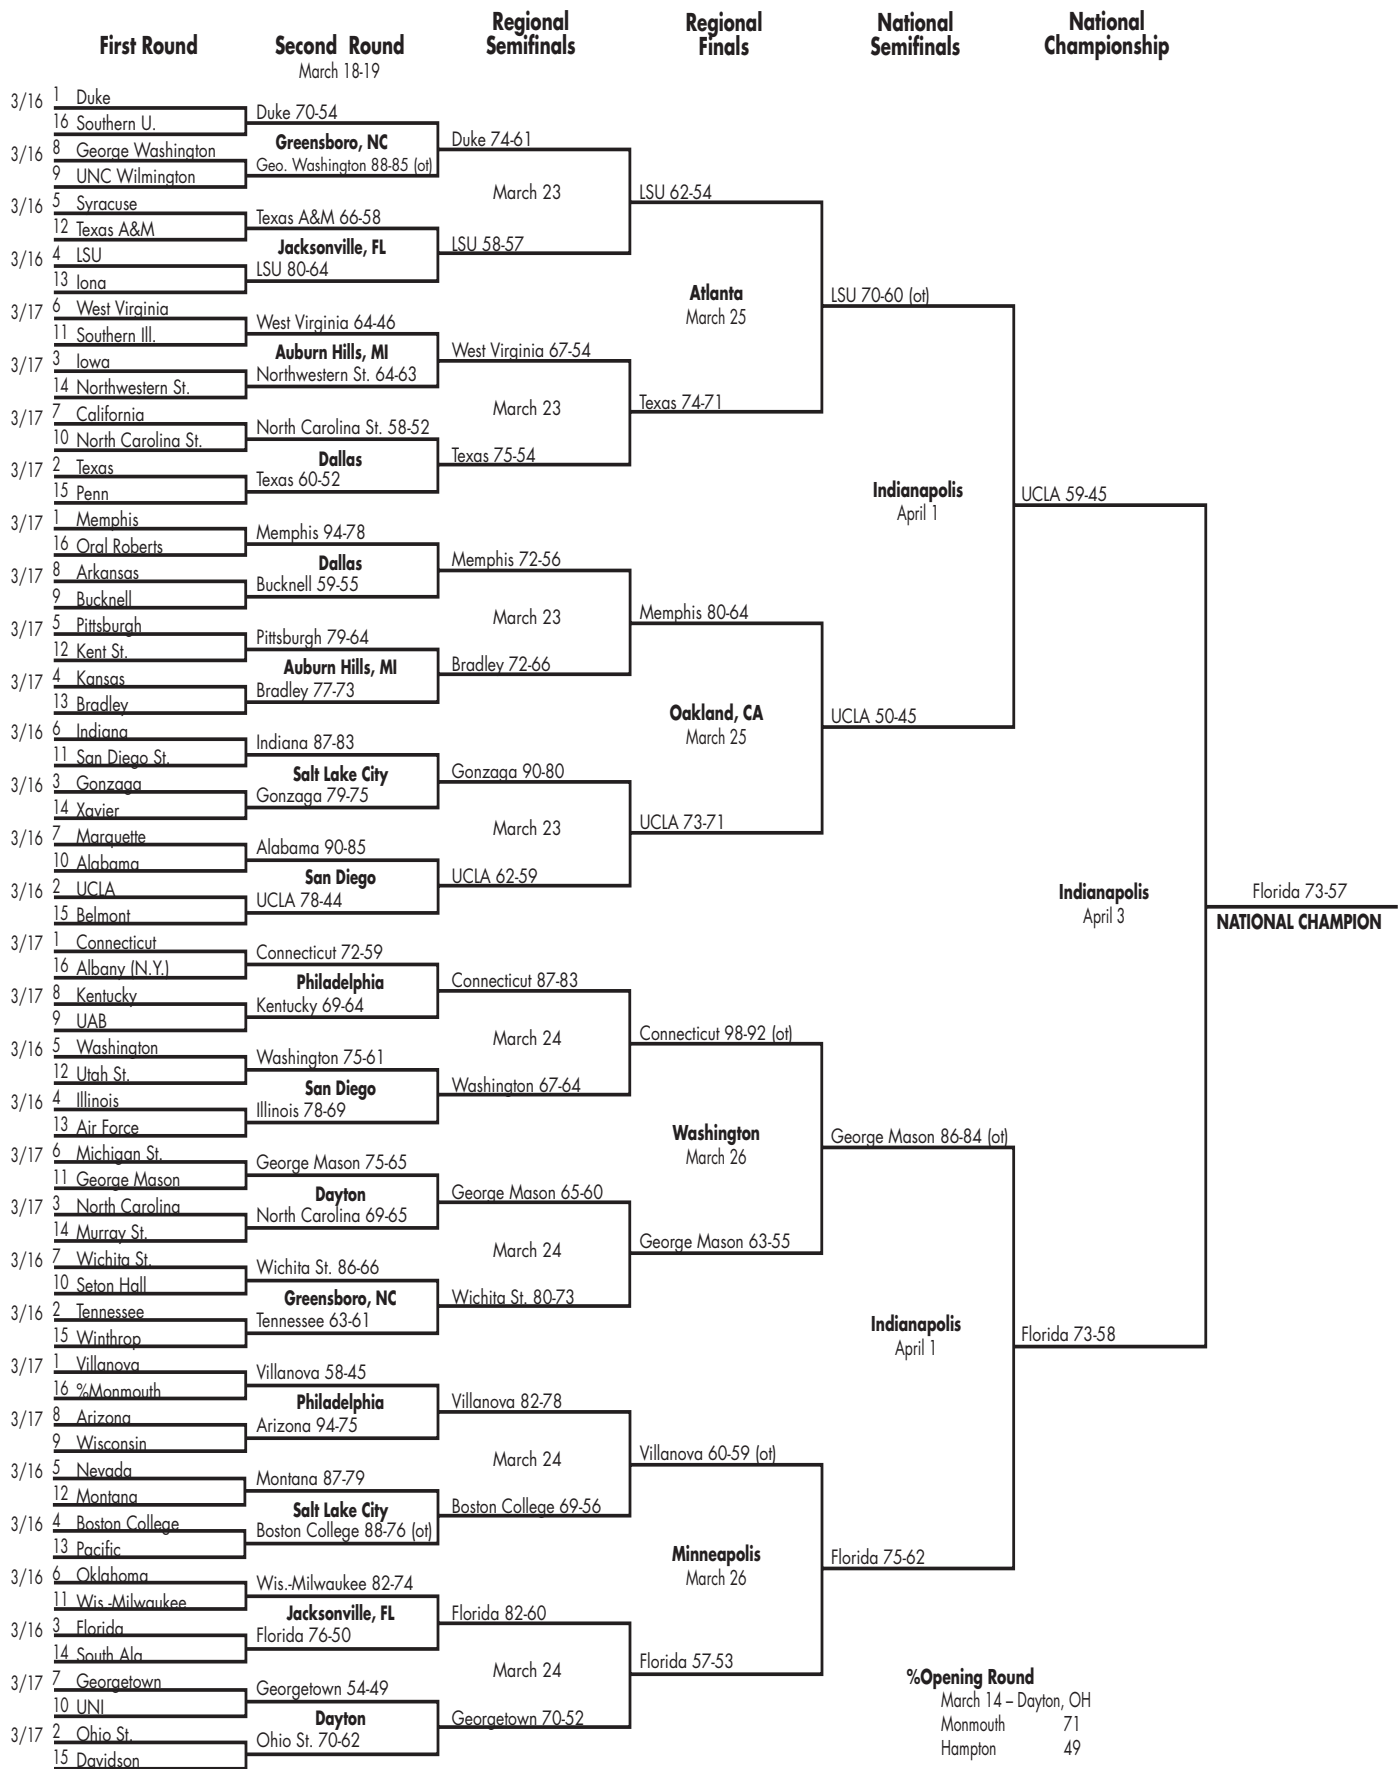 First Round
Second Round
March 18-19
Regional
Semifinals
Regional
Finals
National
Semifinals
National
Championship
3/16 1 Duke
16 Southern U.
3/16 8 George Washington
9 UNC Wilmington
3/16 5 Syracuse
12 Texas A&M
3/16 4 LSU
13 Iona
3/17 6 West Virginia
11 Southern Ill.
3/17 3 Iowa
14 Northwestern St.
3/17 7 California
10 North Carolina St.
3/17 2 Texas
15 Penn
3/17 1 Memphis
16 Oral Roberts
3/17 8 Arkansas
9 Bucknell
3/17 5 Pittsburgh
12 Kent St.
3/17 4 Kansas
13 Bradley
3/16 6 Indiana
11 San Diego St.
3/16 3 Gonzaga
14 Xavier
3/16 7 Marquette
10 Alabama
3/16 2 UCLA
15 Belmont
3/17 1 Connecticut
16 Albany (N.Y.)
3/17 8 Kentucky
9 UAB
3/16 5 Washington
12 Utah St.
3/16 4 Illinois
13 Air Force
3/17 6 Michigan St.
11 George Mason
3/17 3 North Carolina
14 Murray St.
3/16 7 Wichita St.
10 Seton Hall
3/16 2 Tennessee
15 Winthrop
3/17 1 Villanova
16 %Monmouth
3/17 8 Arizona
9 Wisconsin
3/16 5 Nevada
12 Montana
3/16 4 Boston College
13 Pacific
3/16 6 Oklahoma
11 Wis.-Milwaukee
3/16 3 Florida
14 South Ala
3/17 7 Georgetown
10 UNI
3/17 2 Ohio St.
15 Davidson
Duke 70-54
Greensboro, NC
Geo. Washington 88-85 (ot)
Texas A&M 66-58
Jacksonville, FL
LSU 80-64
West Virginia 64-46
Auburn Hills, MI
Northwestern St. 64-63
North Carolina St. 58-52
Dallas
Texas 60-52
Memphis 94-78
Dallas
Bucknell 59-55
Pittsburgh 79-64
Auburn Hills, MI
Bradley 77-73
Indiana 87-83
Salt Lake City
Gonzaga 79-75
Alabama 90-85
San Diego
UCLA 78-44
Connecticut 72-59
Philadelphia
Kentucky 69-64
Washington 75-61
San Diego
Illinois 78-69
George Mason 75-65
Dayton
North Carolina 69-65
Wichita St. 86-66
Greensboro, NC
Tennessee 63-61
Villanova 58-45
Philadelphia
Arizona 94-75
Montana 87-79
Salt Lake City
Boston College 88-76 (ot)
Wis.-Milwaukee 82-74
Jacksonville, FL
Florida 76-50
Georgetown 54-49
Dayton
Ohio St. 70-62
Duke 74-61
March 23
LSU 58-57
West Virginia 67-54
March 23
Texas 75-54
Memphis 72-56
March 23
Bradley 72-66
Gonzaga 90-80
March 23
UCLA 62-59
Connecticut 87-83
March 24
Washington 67-64
George Mason 65-60
March 24
Wichita St. 80-73
Villanova 82-78
March 24
Boston College 69-56
Florida 82-60
March 24
Georgetown 70-52
LSU 62-54
Atlanta
March 25
Texas 74-71
Memphis 80-64
Oakland, CA
March 25
UCLA 73-71
Connecticut 98-92 (ot)
Washington
March 26
George Mason 63-55
Villanova 60-59 (ot)
Minneapolis
March 26
Florida 57-53
LSU 70-60 (ot)
Indianapolis
April 1
UCLA 50-45
George Mason 86-84 (ot)
Indianapolis
April 1
Florida 75-62
UCLA 59-45
Indianapolis
April 3
Florida 73-58
Florida 73-57
NATIONAL CHAMPION
%Opening Round
March 14 – Dayton, OH
Monmouth 71
Hampton 49